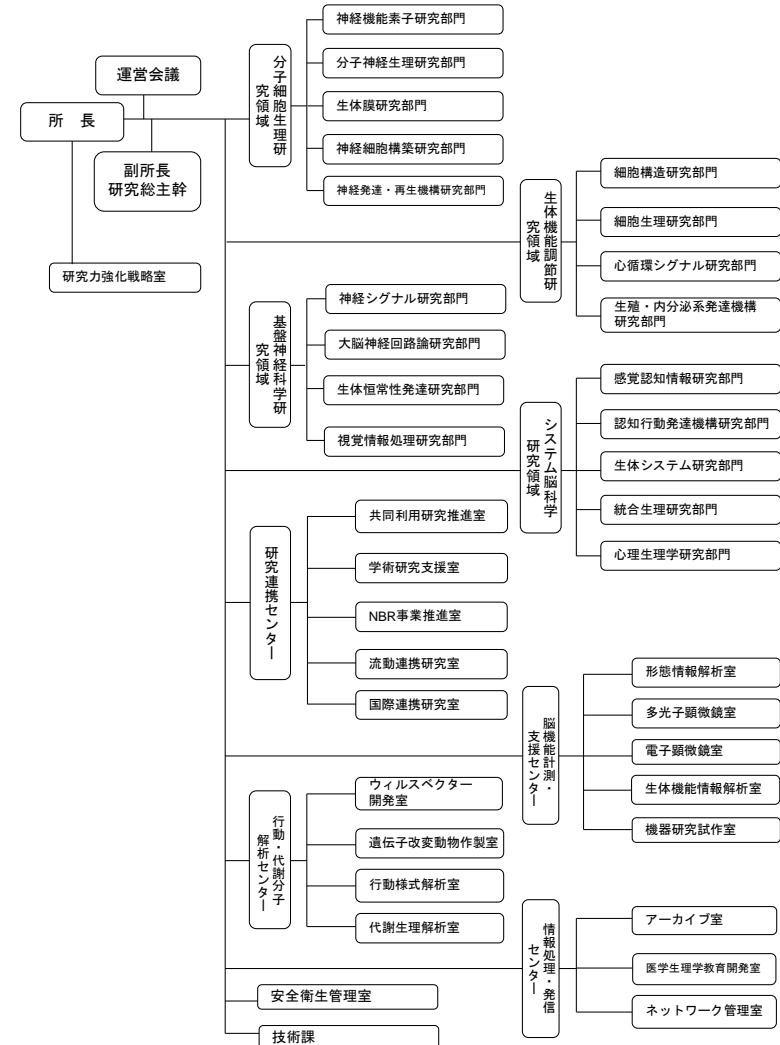 運営会議
所　長
副所長
研究総主幹
研究力強化戦略室
分子細胞生理研
究領域
神経機能素子研究部門
分子神経生理研究部門
生体膜研究部門
神経細胞構築研究部門
神経発達・再生機構研究部門
生体機能調節研
究領域
細胞構造研究部門
細胞生理研究部門
心循環シグナル研究部門
生殖・内分泌系発達機構
研究部門
基盤神経科学研
究領域
神経シグナル研究部門
大脳神経回路論研究部門
生体恒常性発達研究部門
視覚情報処理研究部門
システム脳科学
研究領域
感覚認知情報研究部門
認知行動発達機構研究部門
生体システム研究部門
統合生理研究部門
心理生理学研究部門
研究連携センター
共同利用研究推進室
学術研究支援室
NBR事業推進室
流動連携研究室
国際連携研究室
脳機能計測・
支援センター
形態情報解析室
多光子顕微鏡室
電子顕微鏡室
生体機能情報解析室
機器研究試作室
行動・代謝分子
解析センター
ウィルスベクター
開発室
遺伝子改変動物作製室
行動様式解析室
代謝生理解析室
情報処理・発信
センター
アーカイブ室
医学生理学教育開発室
ネットワーク管理室
安全衛生管理室
技術課